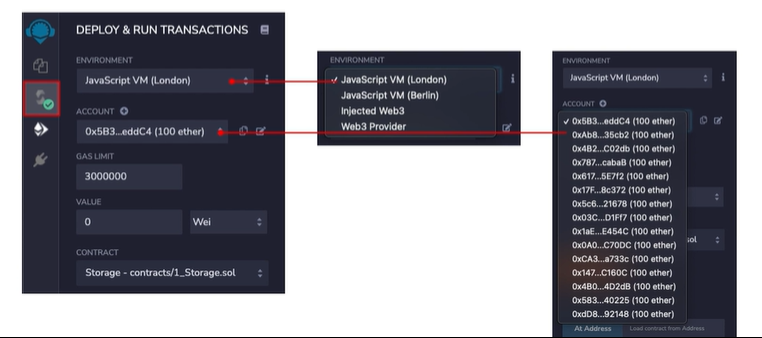 DEPLOY & RUN TRANSACTIONS
ENVIRONMENT
JavaScript VM (London)
ACCOUNT
0x5B3...eddC4 (100 ether)
GAS LIMIT
3000000
VALUE
0
Wei
CONTRACT
Storage - contracts/1_Storage.sol
ENVIRONMENT
✓ JavaScript VM (London)
JavaScript VM (Berlin)
Injected Web3
Web3 Provider
ENVIRONMENT
JavaScript VM (London)
ACCOUNT
✓ 0x5B3...eddC4 (100 ether)
0xAb8...35cb2 (100 ether)
0x4B2...C02db (100 ether)
0x787...cabaB (100 ether)
0x617...5E7f2 (100 ether)
0x17F...8c372 (100 ether)
0x5c6...21678 (100 ether)
0x03C...D1Ff7 (100 ether)
0x1aE...E454C (100 ether)
0x0A0...C70DC (100 ether)
0xCA3...a733c (100 ether)
0x147...C160C (100 ether)
0x4B0...4D2dB (100 ether)
0x583...40225 (100 ether)
0xdD8...92148 (100 ether)
sol
At Address
Load contract from Address